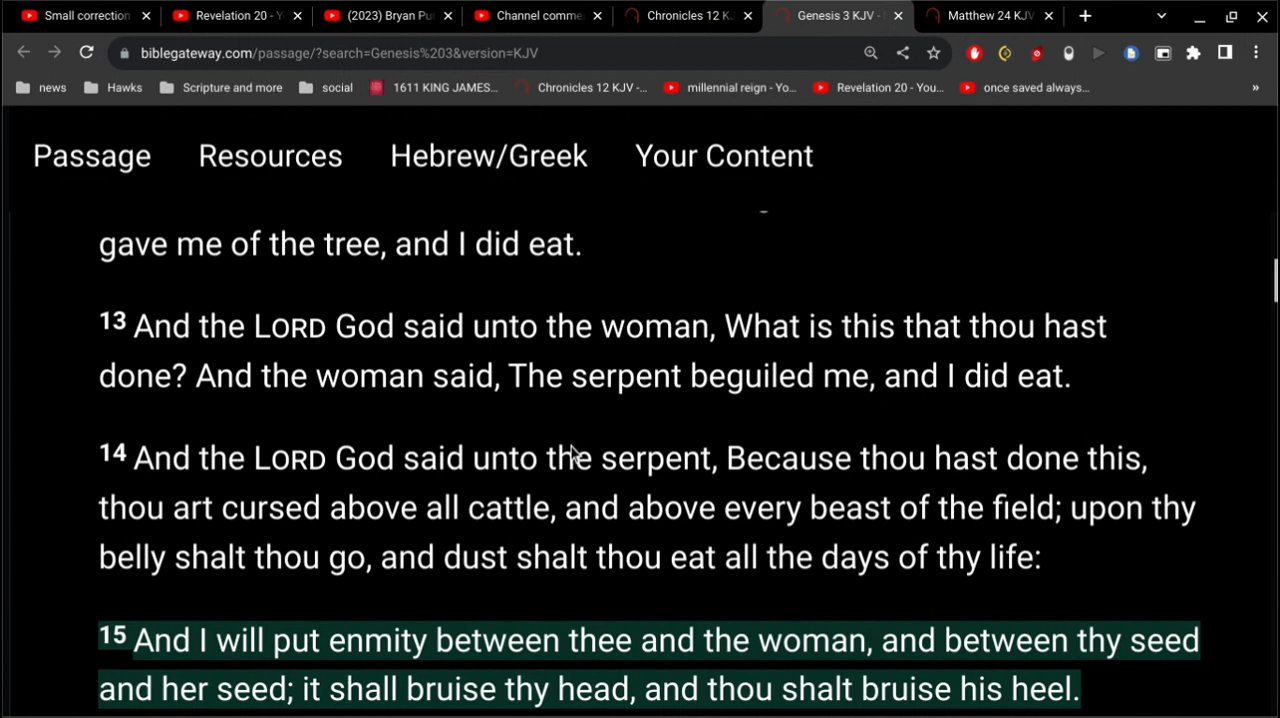 Small correction
Revelation 20 - Y
(2023) Bryan Pu
Channel comme
Chronicles 12 KJ
Genesis 3 KJV -
Matthew 24 KJV
biblegateway.com/passage/?search=Genesis%203&version=KJV
news
Hawks
Scripture and more
social
1611 KING JAMES...
Chronicles 12 KJV -...
millennial reign - Yo...
Revelation 20 - You...
once saved always...
»
Passage Resources Hebrew/Greek Your Content
gave me of the tree, and I did eat.
13 And the LORD God said unto the woman, What is this that thou hast
done? And the woman said, The serpent beguiled me, and I did eat.
14 And the LORD God said unto the serpent, Because thou hast done this,
thou art cursed above all cattle, and above every beast of the field; upon thy
belly shalt thou go, and dust shalt thou eat all the days of thy life:
15 And I will put enmity between thee and the woman, and between thy seed
and her seed; it shall bruise thy head, and thou shalt bruise his heel.